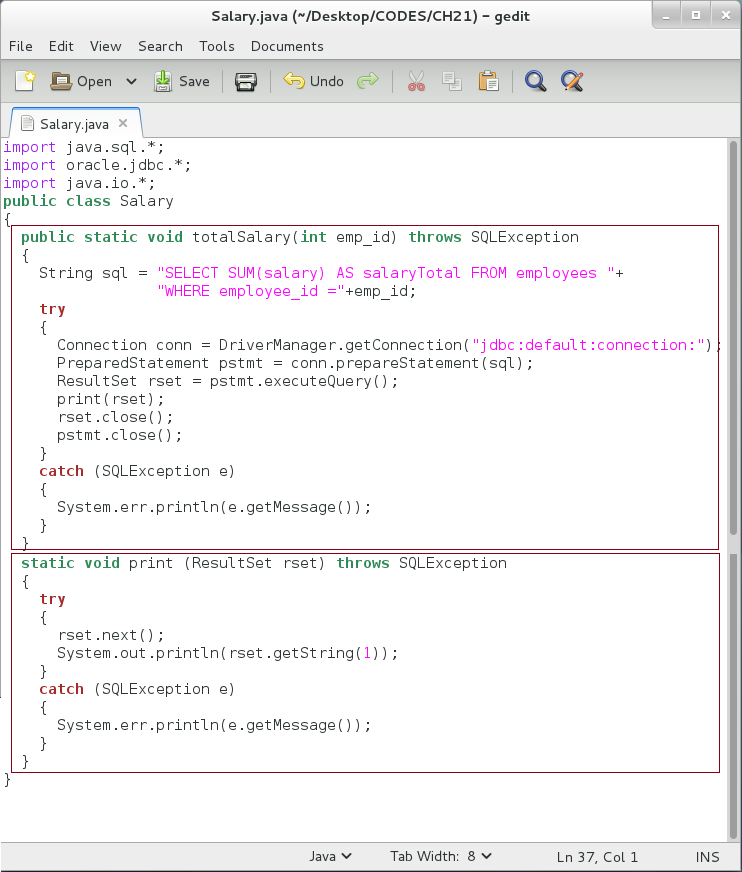 Salary.java (~/Desktop/CODES/CH21) - gedit
File Edit View Search Tools Documents
Open Save Undo
Salary.java
import java.sql.*;
import oracle.jdbc.*;
import java.io.*;
public class Salary
{
  public static void totalSalary(int emp_id) throws SQLException
  {
    String sql = "SELECT SUM(salary) AS salaryTotal FROM employees "+
                 "WHERE employee_id ="+emp_id;
    try
    {
      Connection conn = DriverManager.getConnection("jdbc:default:connection:");
      PreparedStatement pstmt = conn.prepareStatement(sql);
      ResultSet rset = pstmt.executeQuery();
      print(rset);
      rset.close();
      pstmt.close();
    }
    catch (SQLException e)
    {
      System.err.println(e.getMessage());
    }
  }
  static void print (ResultSet rset) throws SQLException
  {
    try
    {
      rset.next();
      System.out.println(rset.getString(1));
    }
    catch (SQLException e)
    {
      System.err.println(e.getMessage());
    }
  }
}
Java Tab Width: 8 Ln 37, Col 1 INS